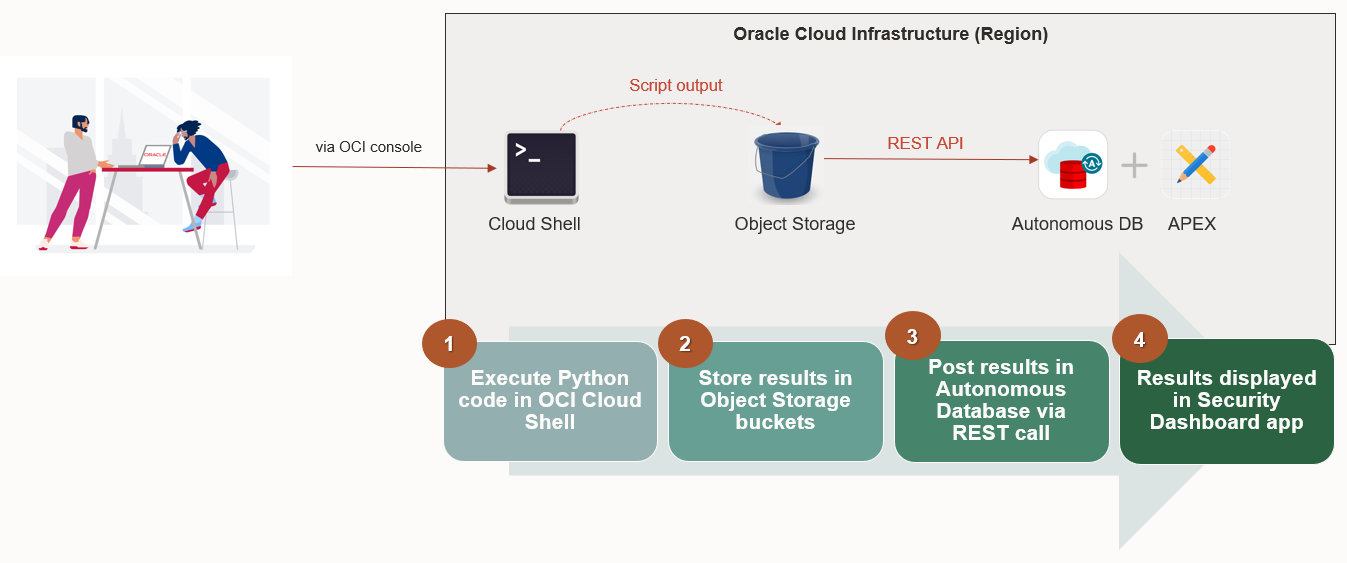 Oracle Cloud Infrastructure (Region)
Script output
via OCI console
REST API
ORACLE
>_
A
Cloud Shell
Object Storage
Autonomous DB
APEX
1
Execute Python
code in OCI Cloud
Shell
2
Store results in
Object Storage
buckets
3
Post results in
Autonomous
Database via
REST call
4
Results displayed
in Security
Dashboard app